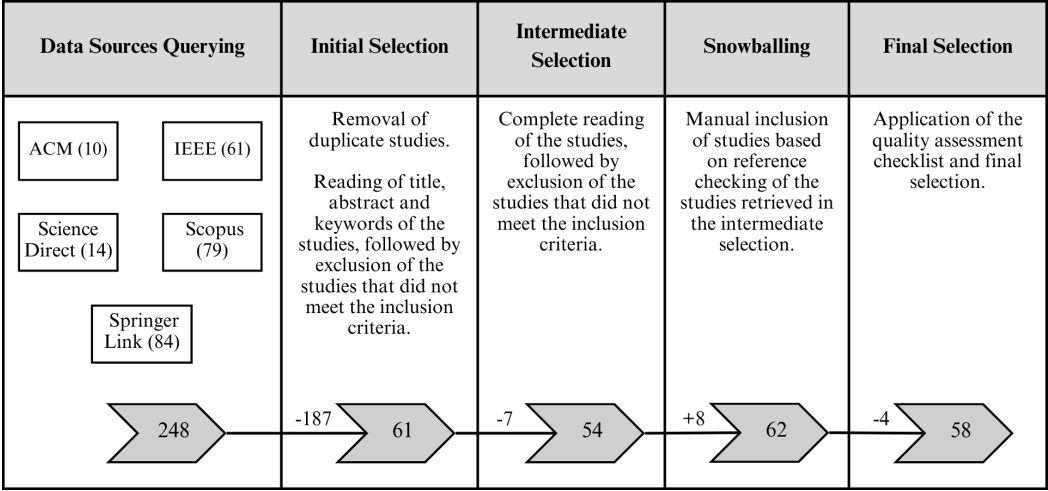 Data Sources Querying
Initial Selection
Intermediate
Selection
Snowballing
Final Selection
ACM (10)
IEEE (61)
Science
Direct (14)
Scopus
(79)
Springer
Link (84)
Removal of
duplicate studies.
Reading of title,
abstract and
keywords of the
studies, followed by
exclusion of the
studies that did not
meet the inclusion
criteria.
Complete reading
of the studies,
followed by
exclusion of the
studies that did not
meet the inclusion
criteria.
Manual inclusion
of studies based
on reference
checking of the
studies retrieved in
the intermediate
selection.
Application of the
quality assessment
checklist and final
selection.
248
-187
61
-7
54
+8
62
-4
58